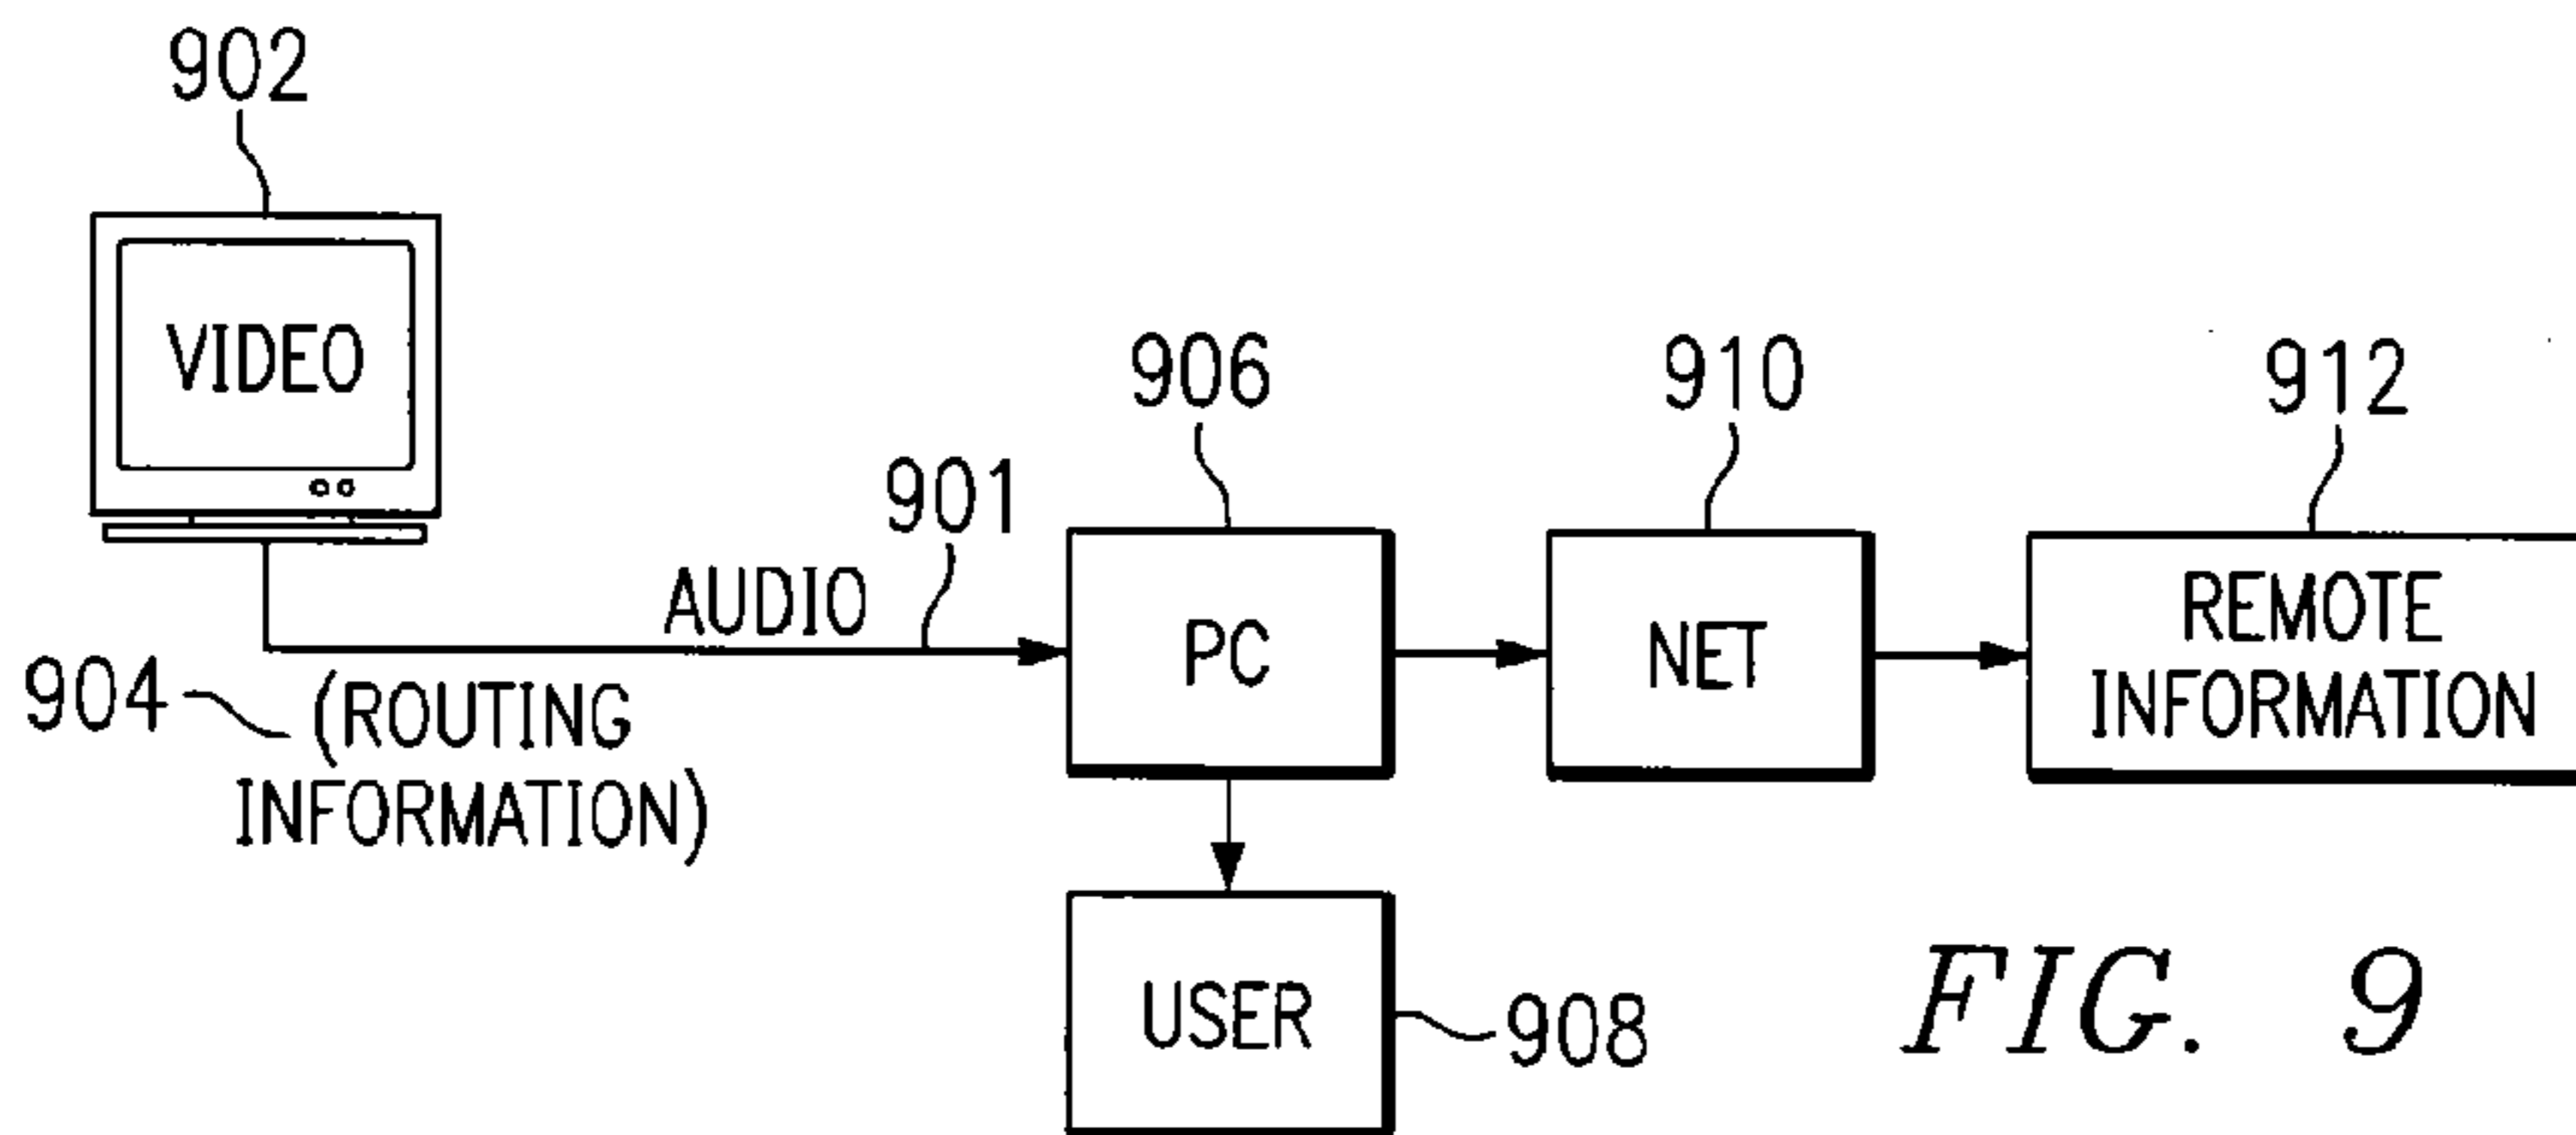 902
VIDEO
901
AUDIO
904
(ROUTING
INFORMATION)
906
PC
910
NET
912
REMOTE
INFORMATION
USER
908
FIG. 9